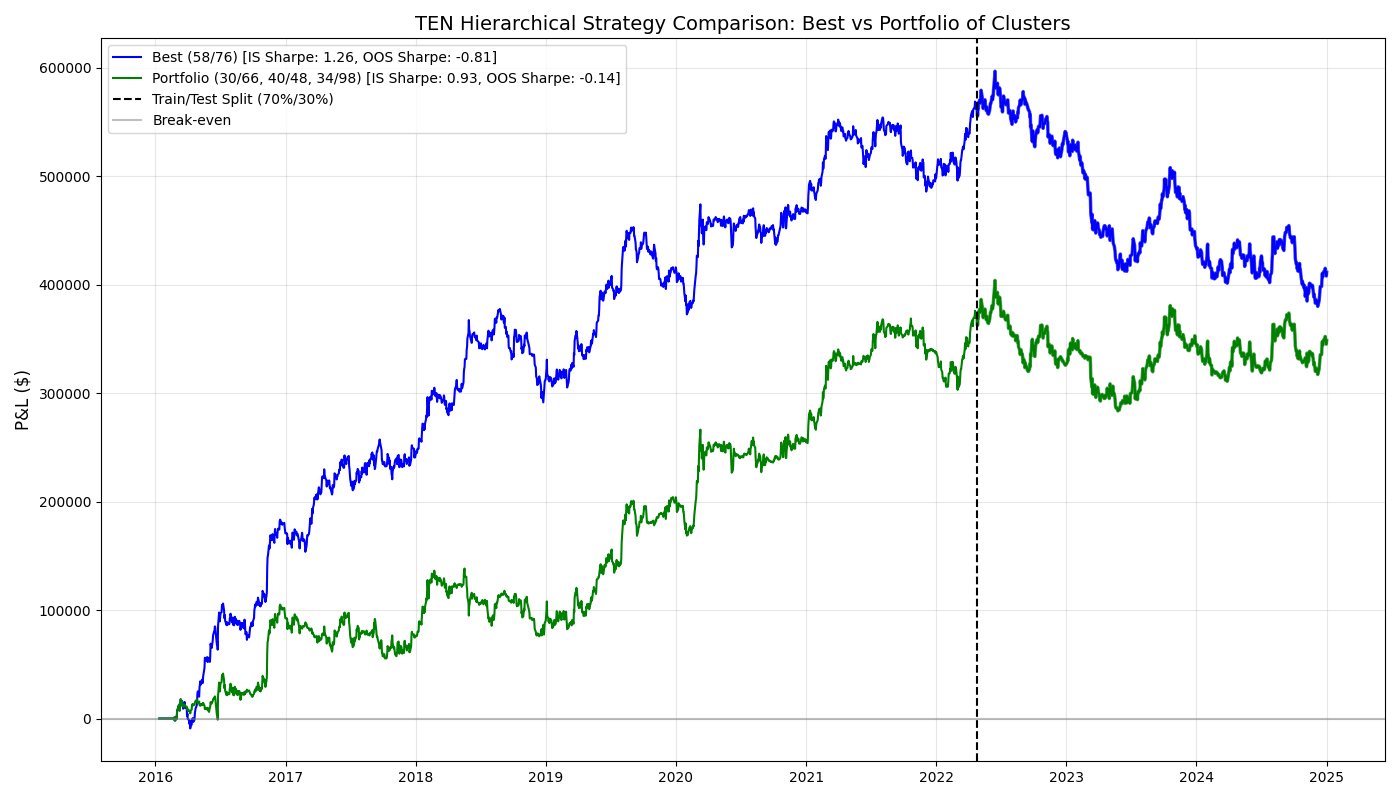 TEN Hierarchical Strategy Comparison: Best vs Portfolio of Clusters
Best (58/76) [IS Sharpe: 1.26, OOS Sharpe: -0.81]
Portfolio (30/66, 40/48, 34/98) [IS Sharpe: 0.93, OOS Sharpe: -0.14]
Train/Test Split (70%/30%)
Break-even
P&L ($)
600000
500000
400000
300000
200000
100000
0
2016 2017 2018 2019 2020 2021 2022 2023 2024 2025